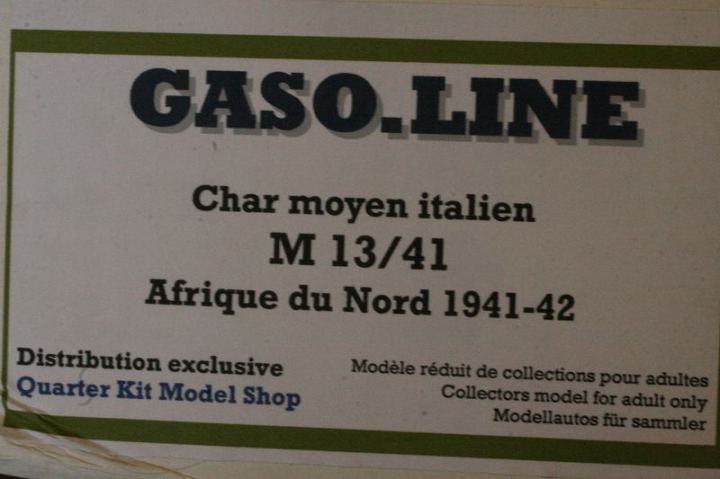 GASO.LINE
Char moyen italien
M 13/41
Afrique du Nord 1941-42
Distribution exclusive
Quarter Kit Model Shop
Modèle réduit de collections pour adultes
Collectors model for adult only
Modellautos für sammler